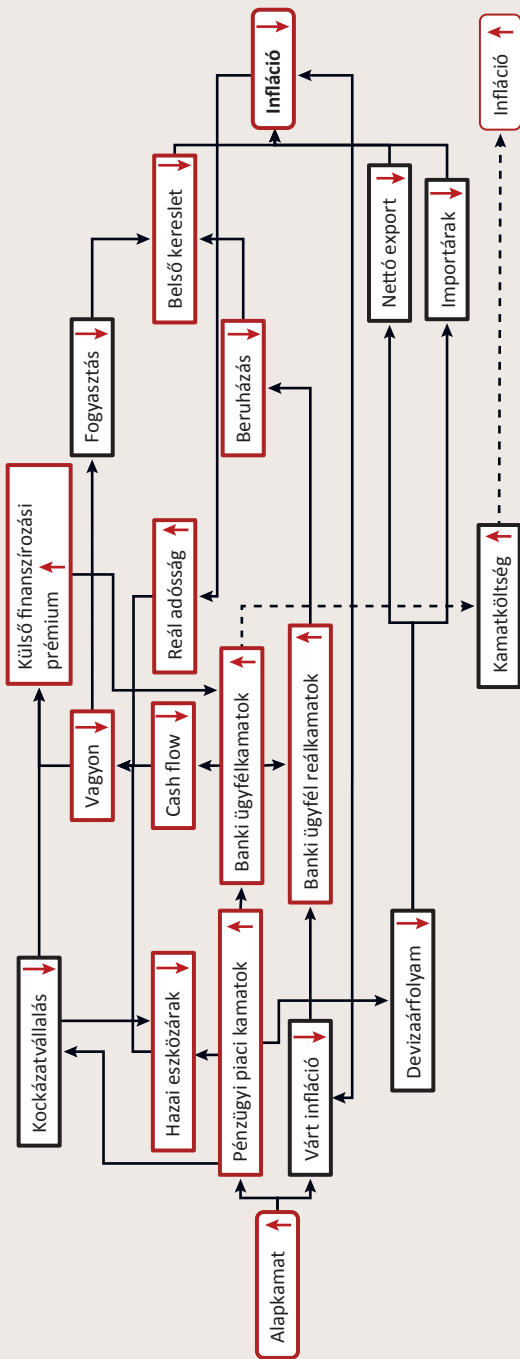 Alapkamat
Pénzügyi piaci kamatok
Várt infláció
Kockázatvállalás
Hazai eszközárak
Devizaárfolyam
Vagyon
Cash flow
Banki ügyfélkamatok
Banki ügyfél reálkamatok
Külső finanszírozási
prémium
Reál adósság
Kamatköltség
Fogyasztás
Beruházás
Belső kereslet
Nettó export
Importárak
Infláció
Infláció